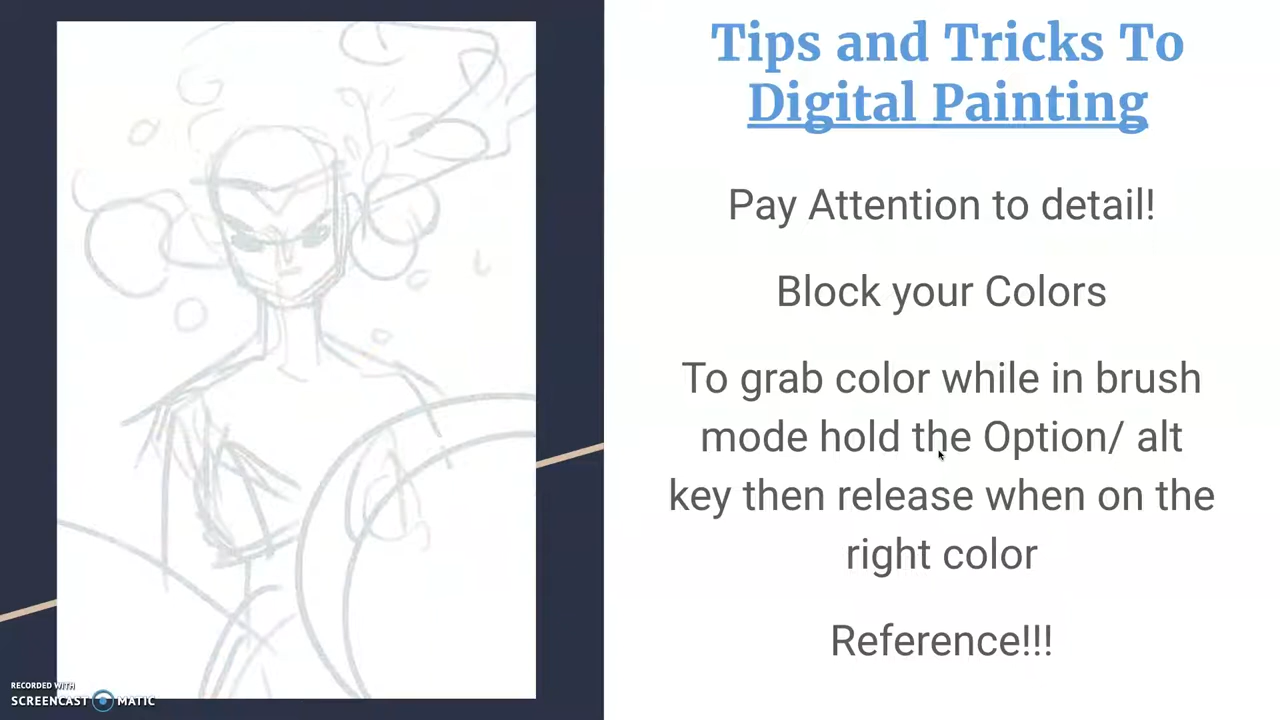 Tips and Tricks To
Digital Painting
Pay Attention to detail!
Block your Colors
To grab color while in brush
mode hold the Option/ alt
key then release when on the
right color
Reference!!!
RECORDED WITH
SCREENCAST MATIC